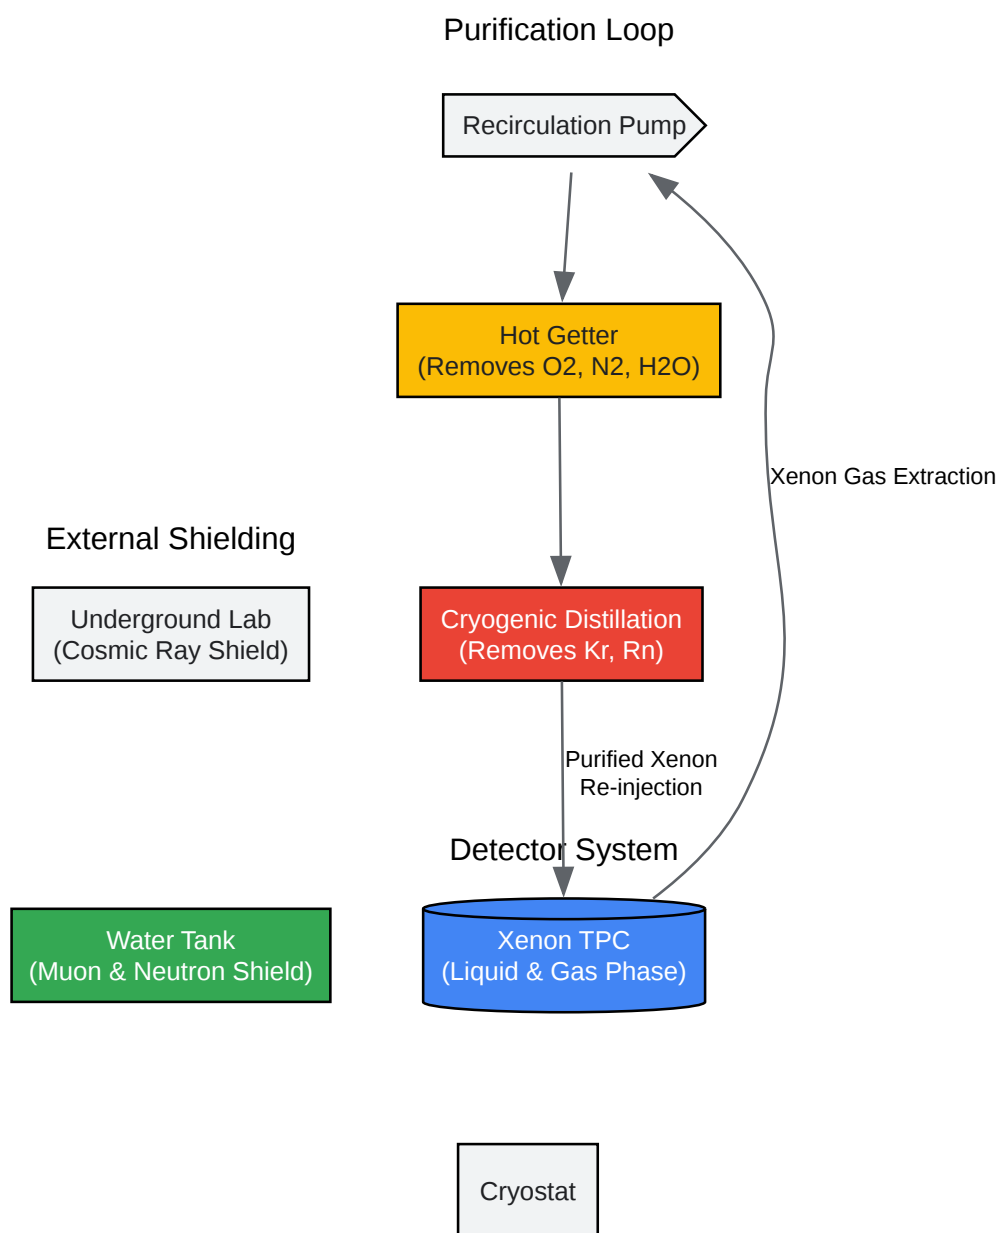 Purification Loop
Recirculation Pump
Hot Getter
(Removes O2, N2, H2O)
Xenon Gas Extraction
External Shielding
Underground Lab
(Cosmic Ray Shield)
Cryogenic Distillation
(Removes Kr, Rn)
Purified Xenon
Re-injection
Detector System
Water Tank
(Muon & Neutron Shield)
Xenon TPC
(Liquid & Gas Phase)
Cryostat